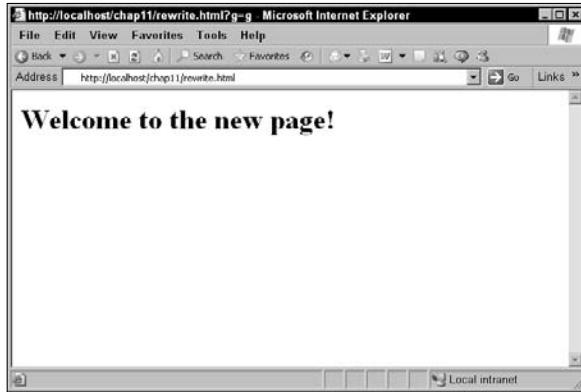 http://localhost/chap11/rewrite.html?g=g - Microsoft Internet Explorer
File Edit View Favorites Tools Help
Back Search Favorites
Address http://localhost/chap11/rewrite.html Go Links »
Welcome to the new page!
Local intranet